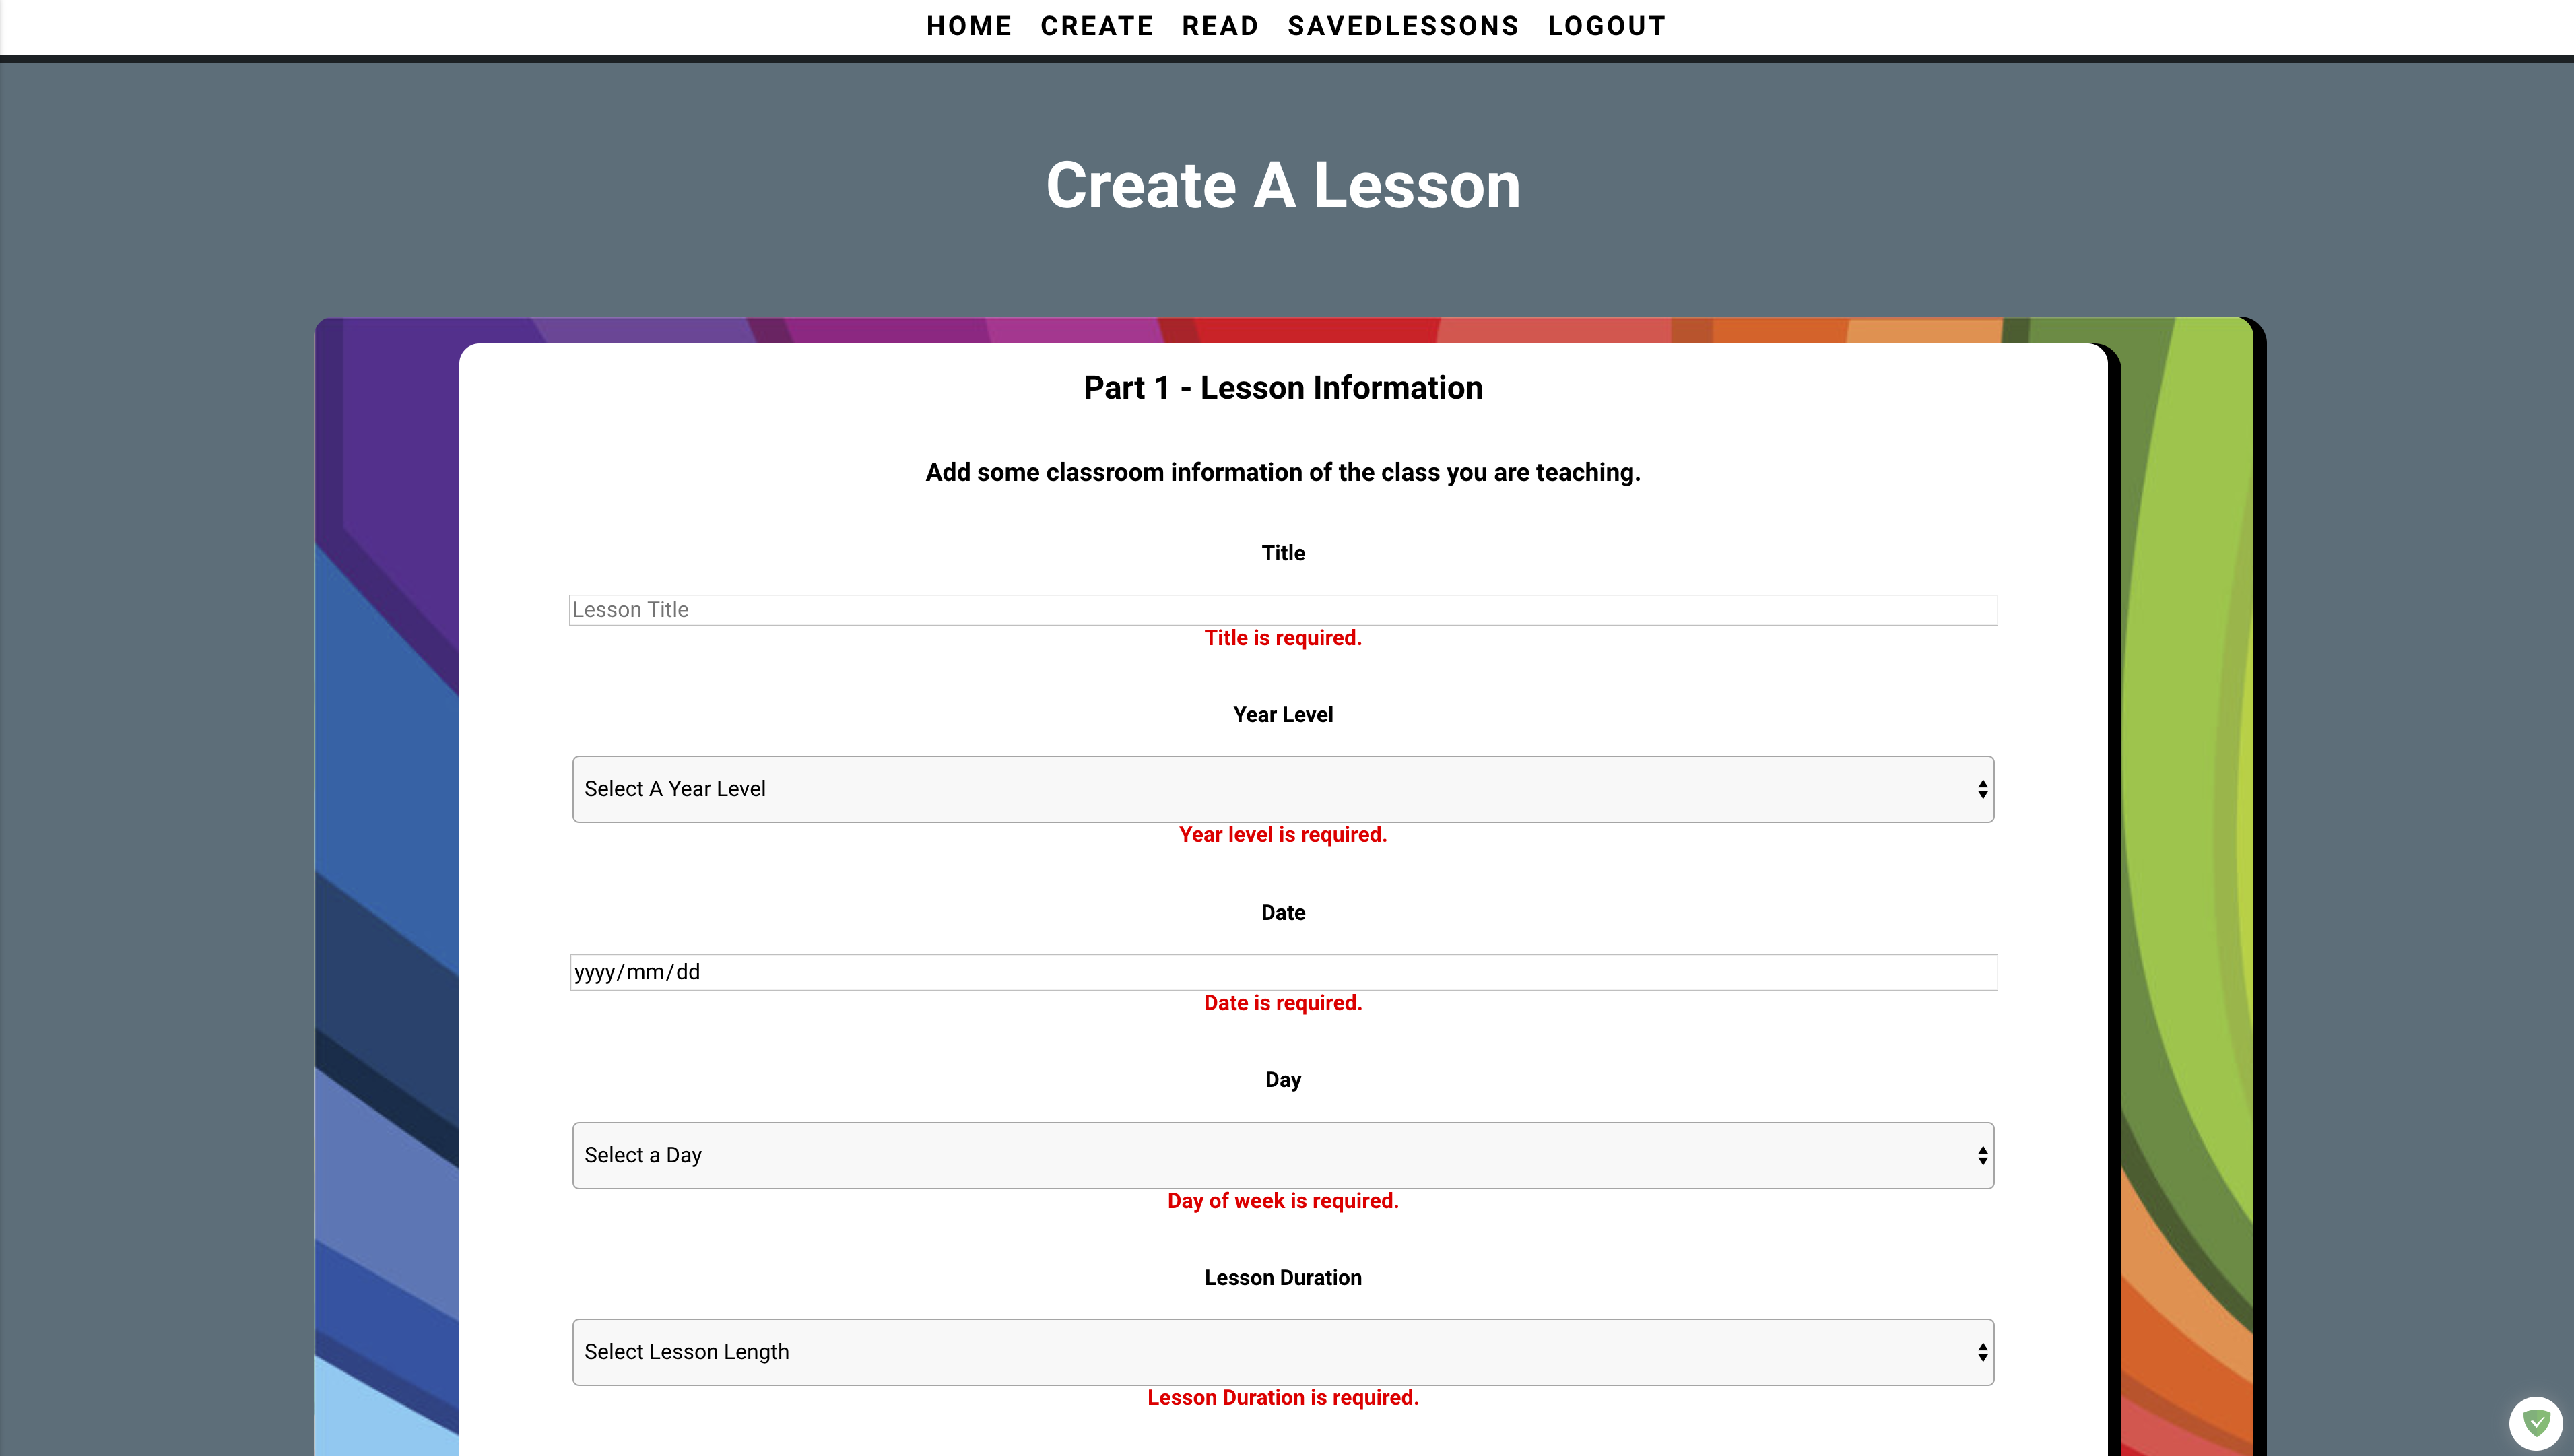 HOME CREATE READ SAVEDLESSONS LOGOUT
Create A Lesson
Part 1 - Lesson Information
Add some classroom information of the class you are teaching.
Title
Lesson Title
Title is required.
Year Level
Select A Year Level
Year level is required.
Date
yyyy/mm/dd
Date is required.
Day
Select a Day
Day of week is required.
Lesson Duration
Select Lesson Length
Lesson Duration is required.